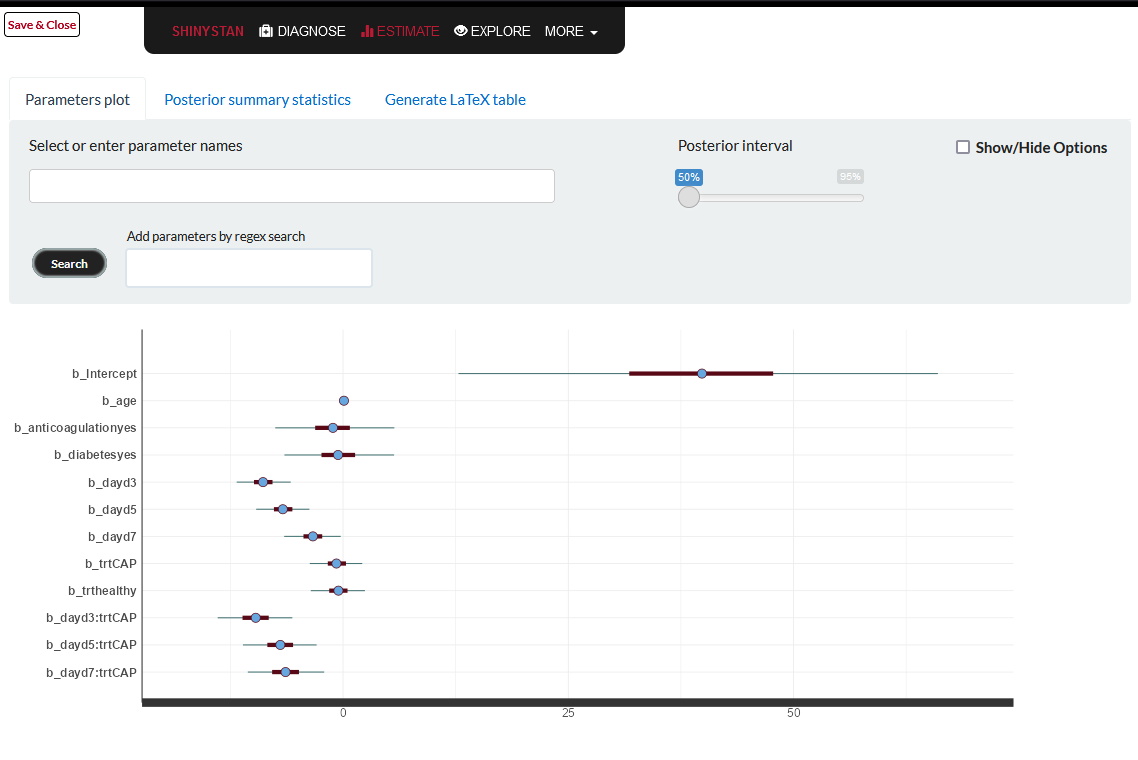 Save & Close
SHINYSTAN DIAGNOSE ESTIMATE EXPLORE MORE
Parameters plot Posterior summary statistics Generate LaTeX table
Select or enter parameter names Posterior interval Show/Hide Options
50% 95%
Add parameters by regex search
Search
b_Intercept
b_age
b_anticoagulationyes
b_diabetesyes
b_dayd3
b_dayd5
b_dayd7
b_trtCAP
b_trthealthy
b_dayd3:trtCAP
b_dayd5:trtCAP
b_dayd7:trtCAP
0 25 50